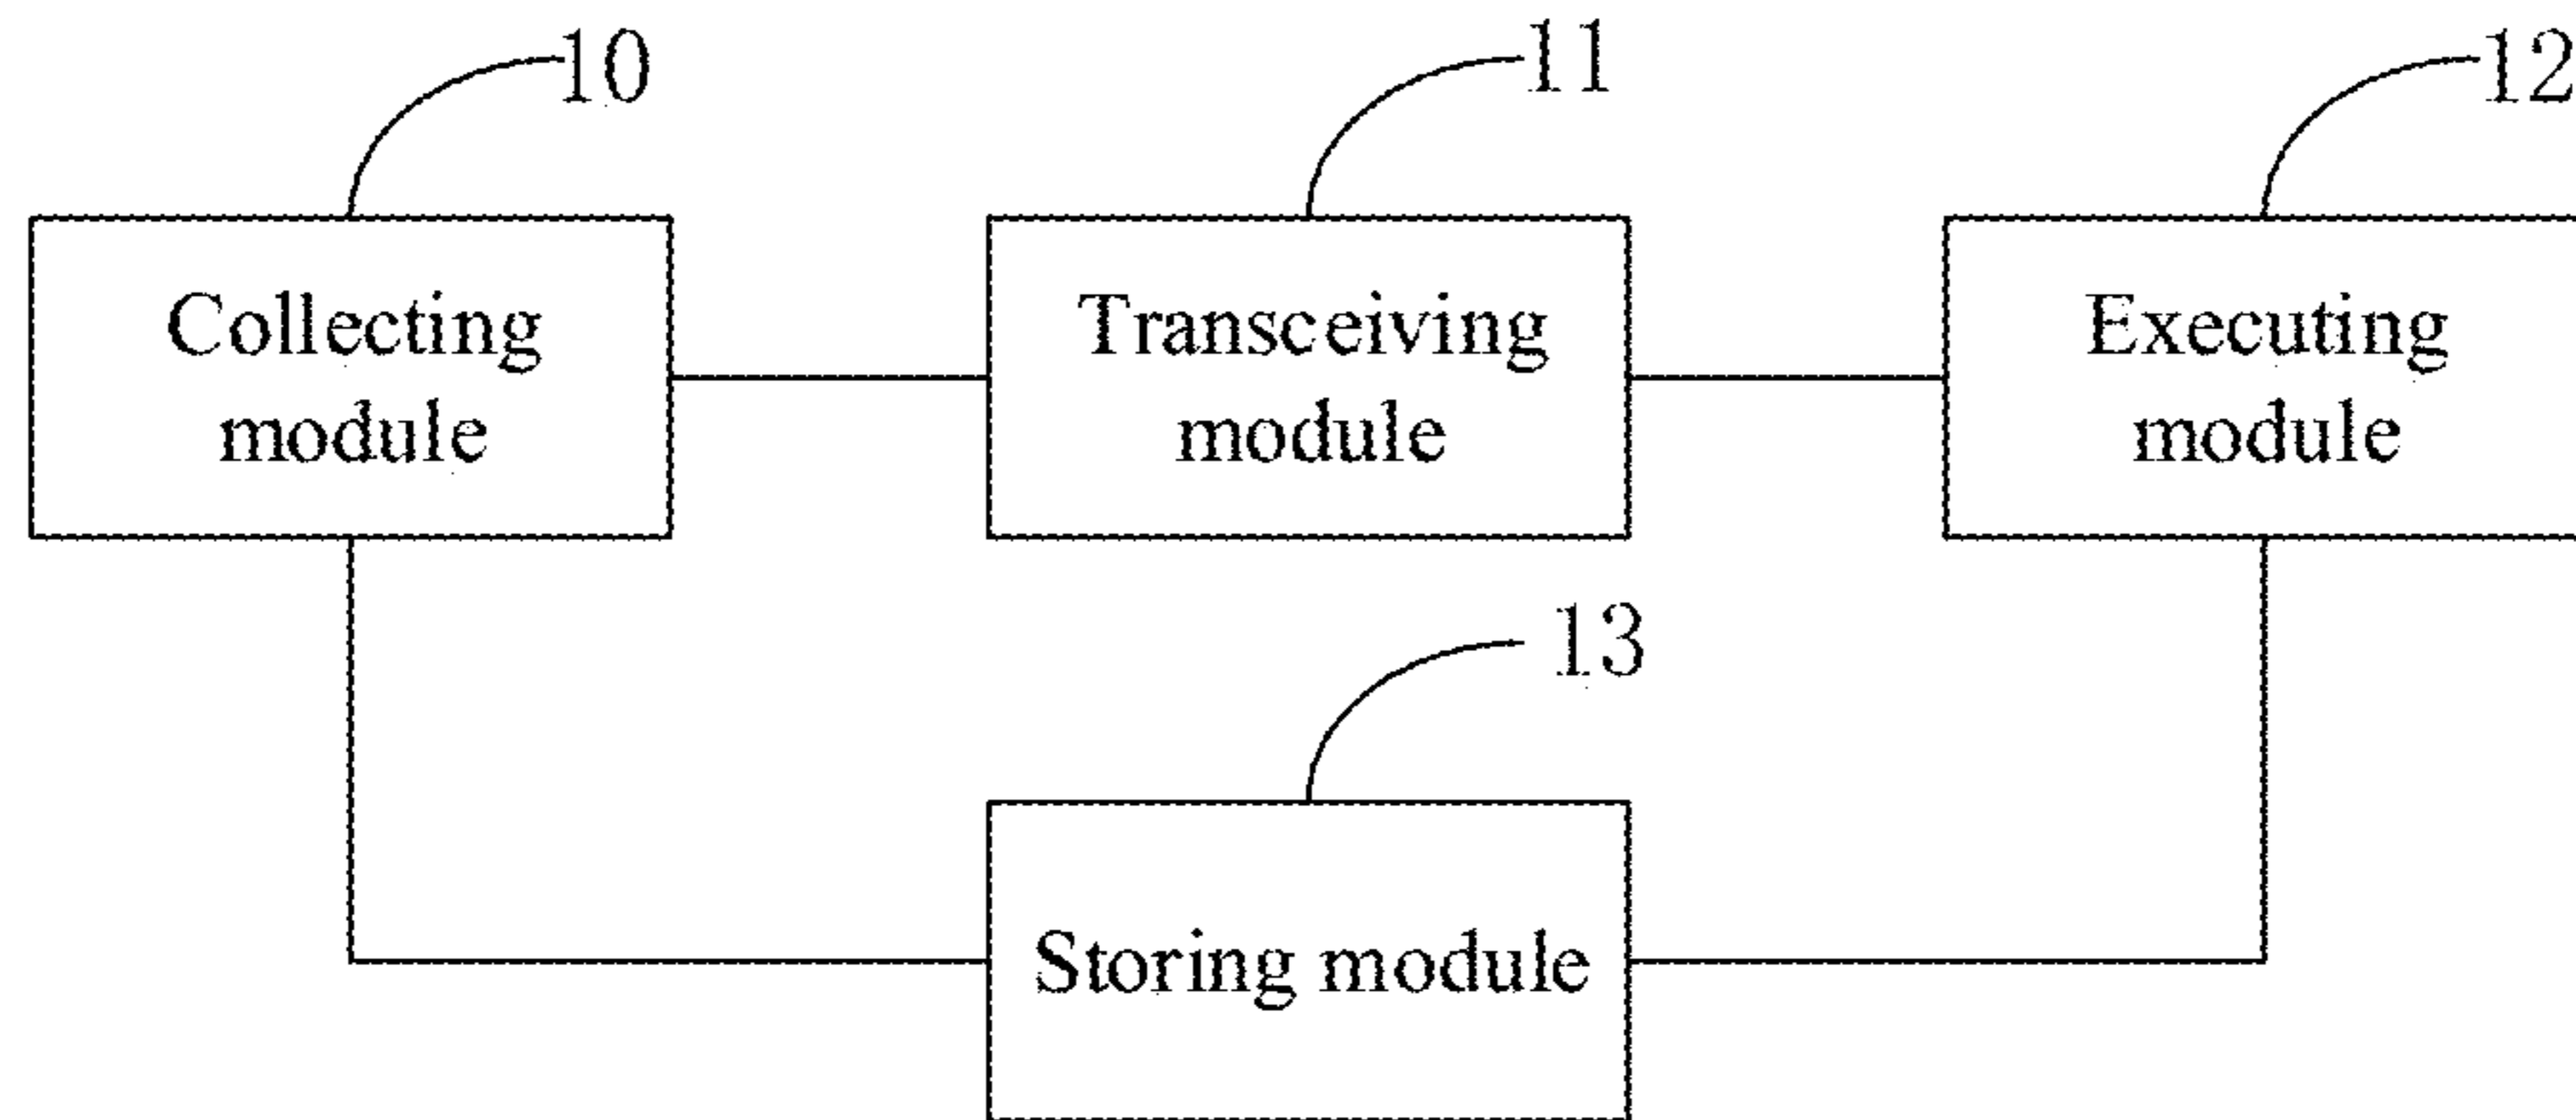 10
11
12
Collecting
module
Transceiving
module
Executing
module
13
Storing module